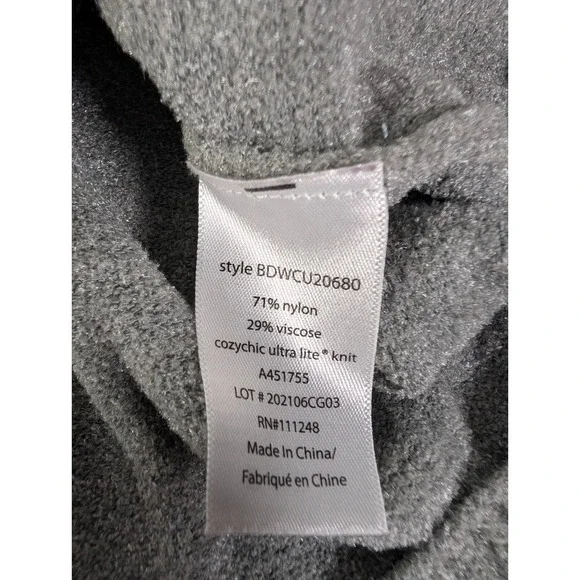 style BDWCU20680
71% nylon
29% viscose
cozychic ultra lite® knit
A451755
LOT # 202106CG03
RN#111248
Made In China/
Fabriqué en Chine